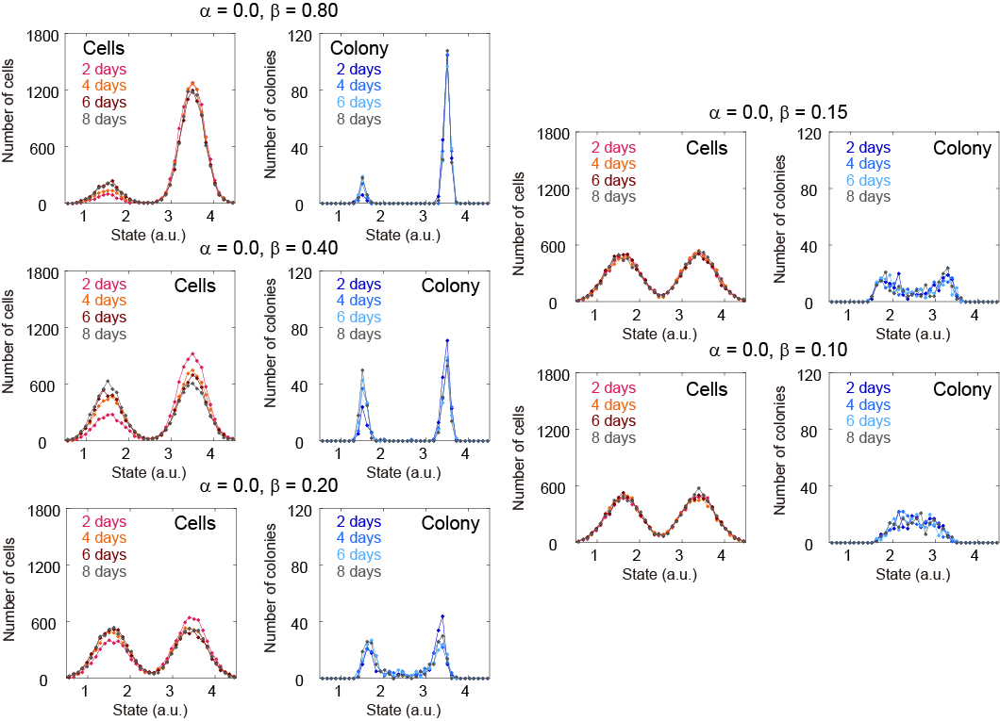 α = 0.0, β = 0.80
1800
1200
600
0
Number of cells
Cells
2 days
4 days
6 days
8 days
1 2 3 4
State (a.u.)
120
80
40
0
Number of colonies
Colony
2 days
4 days
6 days
8 days
1 2 3 4
State (a.u.)
α = 0.0, β = 0.40
1800
1200
600
0
Number of cells
Cells
2 days
4 days
6 days
8 days
1 2 3 4
State (a.u.)
120
80
40
0
Number of colonies
Colony
2 days
4 days
6 days
8 days
1 2 3 4
State (a.u.)
α = 0.0, β = 0.20
1800
1200
600
0
Number of cells
Cells
2 days
4 days
6 days
8 days
1 2 3 4
State (a.u.)
120
80
40
0
Number of colonies
Colony
2 days
4 days
6 days
8 days
1 2 3 4
State (a.u.)
α = 0.0, β = 0.15
1800
1200
600
0
Number of cells
Cells
2 days
4 days
6 days
8 days
1 2 3 4
State (a.u.)
120
80
40
0
Number of colonies
Colony
2 days
4 days
6 days
8 days
1 2 3 4
State (a.u.)
α = 0.0, β = 0.10
1800
1200
600
0
Number of cells
Cells
2 days
4 days
6 days
8 days
1 2 3 4
State (a.u.)
120
80
40
0
Number of colonies
Colony
2 days
4 days
6 days
8 days
1 2 3 4
State (a.u.)